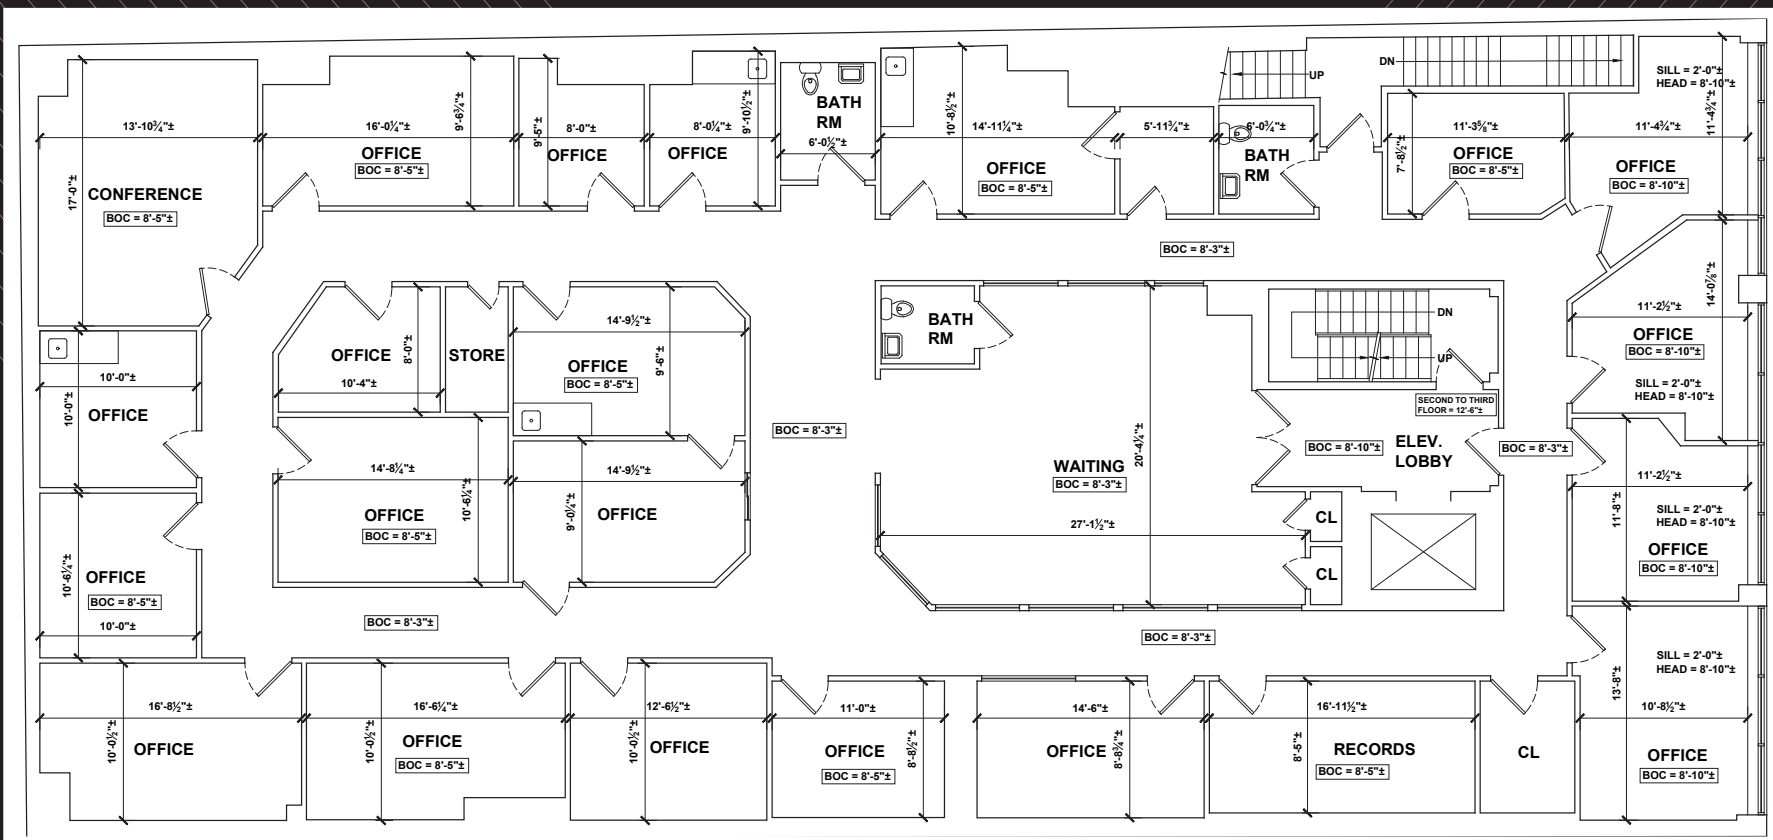 13'-10¾"±
17'-0"±
CONFERENCE
BOC = 8'-5"±
16'-0¼"±
9'-6¾"±
OFFICE
BOC = 8'-5"±
9'-5"±
8'-0"±
OFFICE
8'-0¼"±
9'-10½"±
OFFICE
BATH
RM
6'-0½"±
10'-8½"±
14'-11¼"±
OFFICE
BOC = 8'-5"±
5'-11¾"±
UP
6'-0¾"±
BATH
RM
DN
11'-3⅝"±
7'-8½"±
OFFICE
BOC = 8'-5"±
SILL = 2'-0"±
HEAD = 8'-10"±
11'-4¾"±
11'-4¾"±
OFFICE
BOC = 8'-10"±
BOC = 8'-3"±
14'-0⅞"±
11'-2½"±
OFFICE
BOC = 8'-10"±
SILL = 2'-0"±
HEAD = 8'-10"±
10'-0"±
10'-0"±
OFFICE
OFFICE
8'-0"±
10'-4"±
STORE
14'-9½"±
OFFICE
BOC = 8'-5"±
9'-6"±
BATH
RM
DN
UP
SECOND TO THIRD
FLOOR = 12'-6"±
BOC = 8'-3"±
20'-4¼"±
WAITING
BOC = 8'-3"±
27'-1½"±
BOC = 8'-10"±
ELEV.
LOBBY
BOC = 8'-3"±
CL
CL
14'-8¼"±
10'-6¼"±
OFFICE
BOC = 8'-5"±
14'-9½"±
9'-0¼"±
OFFICE
11'-2½"±
11'-8"±
SILL = 2'-0"±
HEAD = 8'-10"±
OFFICE
BOC = 8'-10"±
10'-6¼"±
OFFICE
BOC = 8'-5"±
10'-0"±
BOC = 8'-3"±
BOC = 8'-3"±
16'-8½"±
10'-0½"±
OFFICE
16'-6¼"±
10'-0½"±
OFFICE
BOC = 8'-5"±
12'-6½"±
10'-0½"±
OFFICE
11'-0"±
OFFICE
BOC = 8'-5"±
8'-8½"±
14'-6"±
OFFICE
8'-8¾"±
16'-11½"±
8'-5"±
RECORDS
BOC = 8'-5"±
CL
SILL = 2'-0"±
HEAD = 8'-10"±
13'-8"±
10'-8½"±
OFFICE
BOC = 8'-10"±